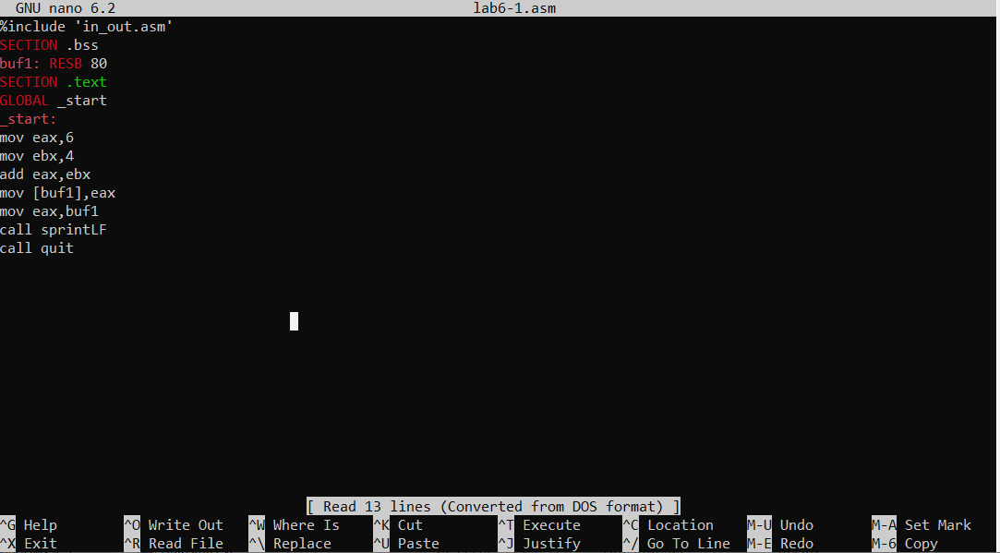 GNU nano 6.2 lab6-1.asm
%include 'in_out.asm'
SECTION .bss
buf1: RESB 80
SECTION .text
GLOBAL _start
_start:
mov eax,6
mov ebx,4
add eax,ebx
mov [buf1],eax
mov eax,buf1
call sprintLF
call quit
[ Read 13 lines (Converted from DOS format) ]
^G Help ^O Write Out ^W Where Is ^K Cut ^T Execute ^C Location M-U Undo M-A Set Mark
^X Exit ^R Read File ^\ Replace ^U Paste ^J Justify ^/ Go To Line M-E Redo M-6 Copy